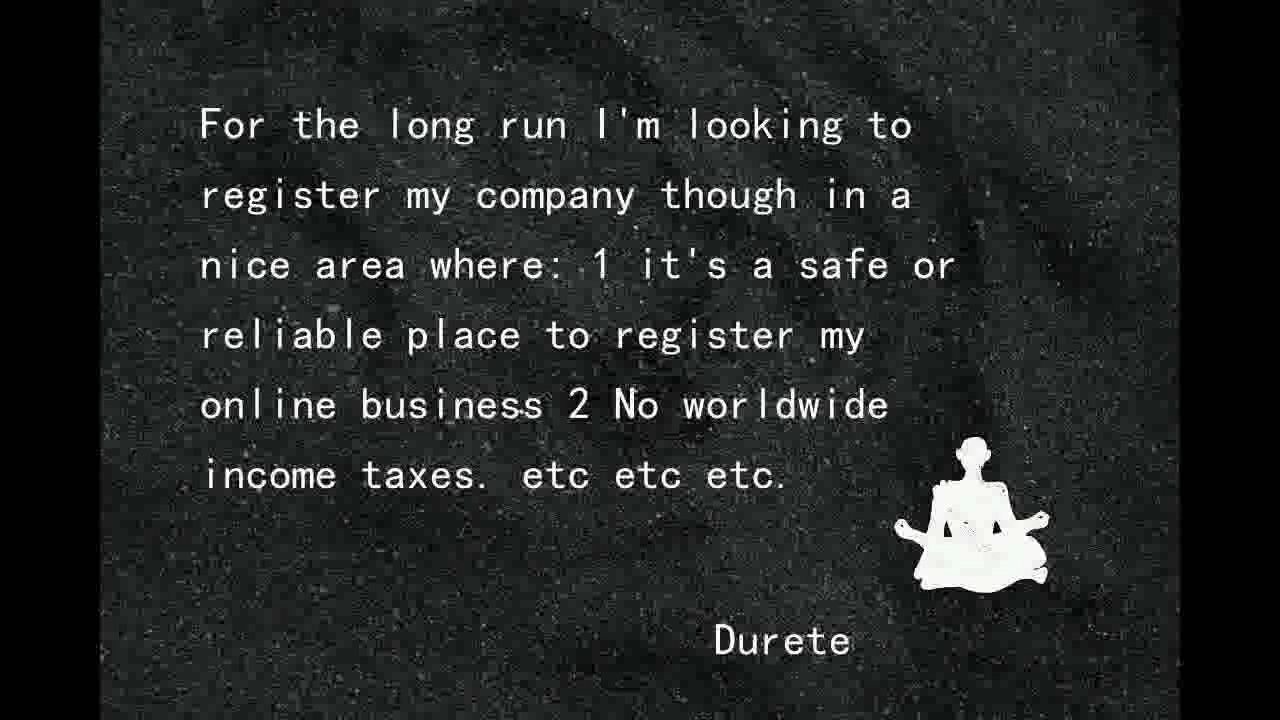 For the long run I'm looking to
register my company though in a
nice area where: 1 it's a safe or
reliable place to register my
online business 2 No worldwide
income taxes. etc etc etc.
Durete